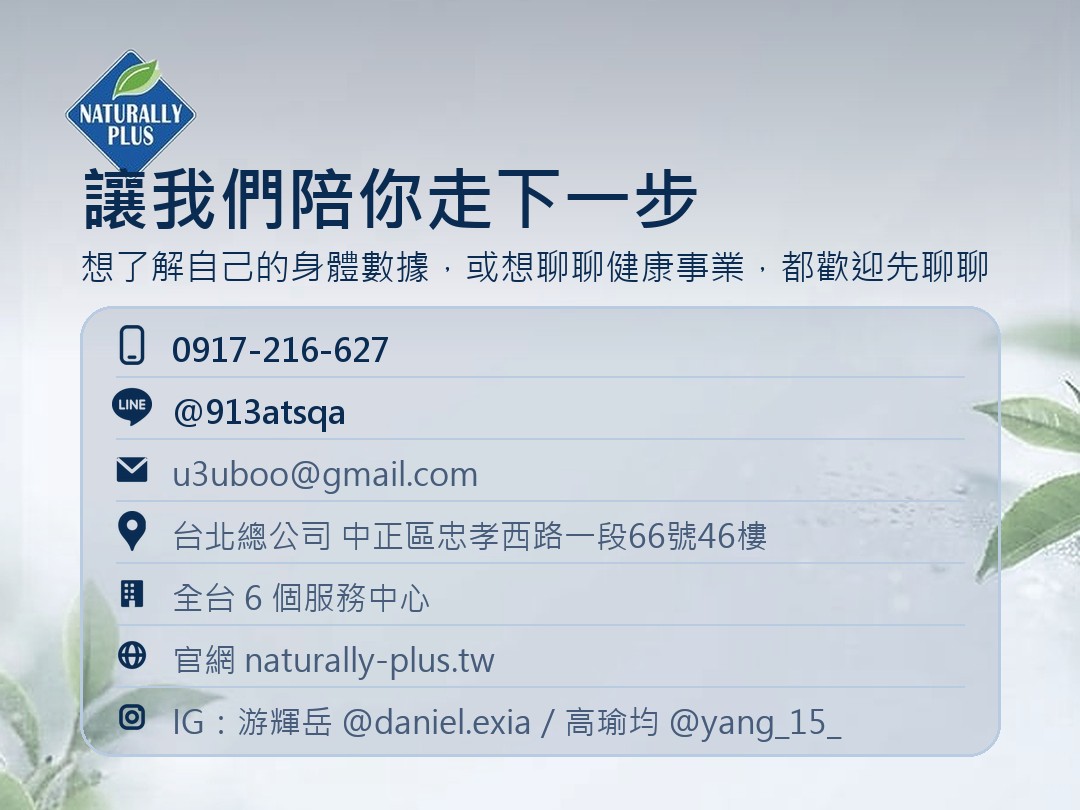 NATURALLY
PLUS
讓我們陪你走下一步
想了解自己的身體數據，或想聊聊健康事業，都歡迎先聊聊
0917-216-627
LINE
@913atsqa
u3uboo@gmail.com
台北總公司 中正區忠孝西路一段66號46樓
全台 6 個服務中心
官網 naturally-plus.tw
IG：游輝岳 @daniel.exia / 高瑜均 @yang_15_